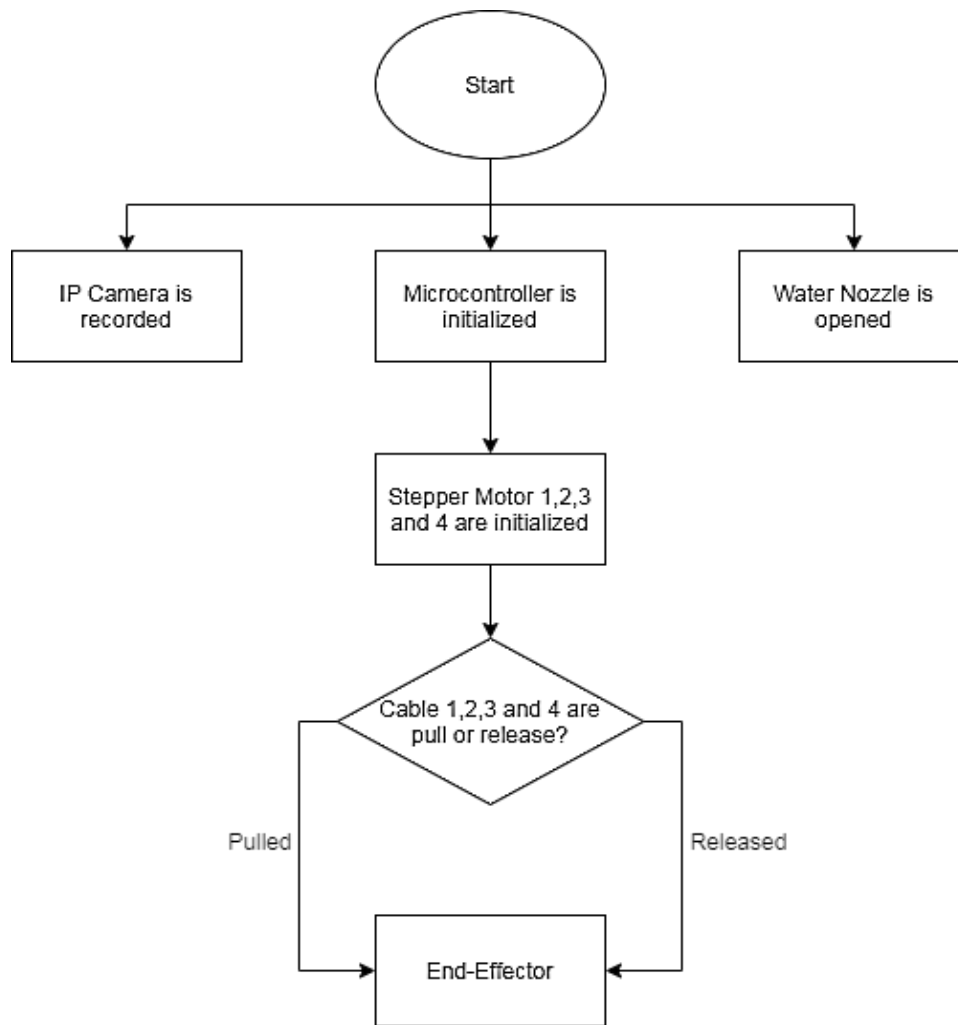 Start
IP Camera is
recorded
Microcontroller is
initialized
Water Nozzle is
opened
Stepper Motor 1,2,3
and 4 are initialized
Cable 1,2,3 and 4 are
pull or release?
Pulled
Released
End-Effector